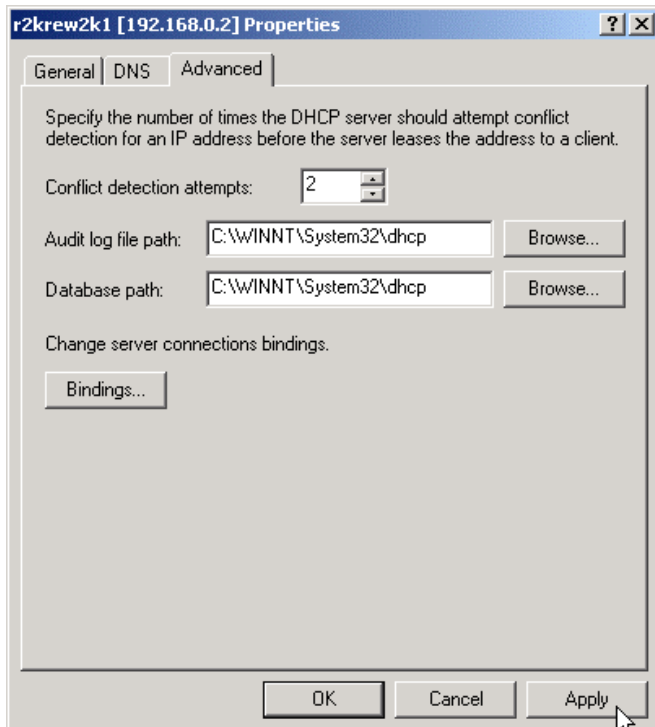 r2krew2k1 [192.168.0.2] Properties
General DNS Advanced
Specify the number of times the DHCP server should attempt conflict
detection for an IP address before the server leases the address to a client.
Conflict detection attempts: 2
Audit log file path: C:\WINNT\System32\dhcp Browse...
Database path: C:\WINNT\System32\dhcp Browse...
Change server connections bindings.
Bindings...
OK Cancel Apply